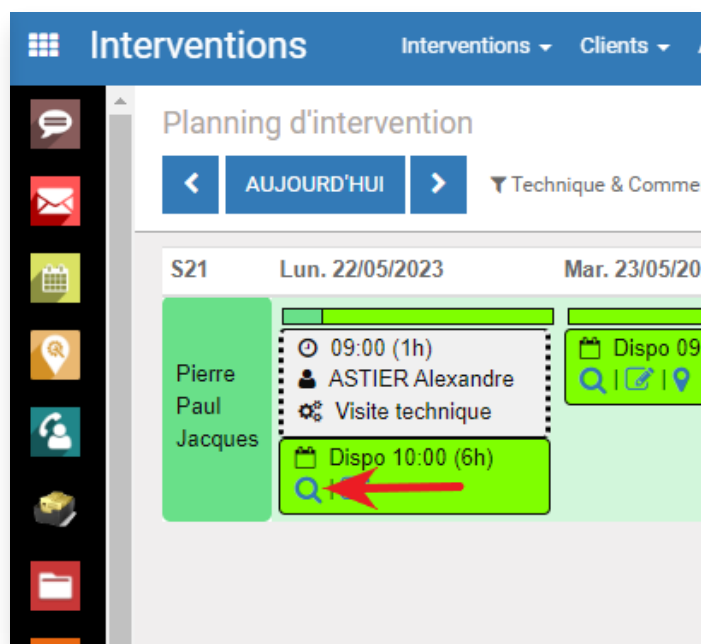 Interventions
Interventions
Clients
Planning d'intervention
AUJOURD'HUI
Technique & Comme
S21
Lun. 22/05/2023
Mar. 23/05/20
Pierre
Paul
Jacques
09:00 (1h)
ASTIER Alexandre
Visite technique
Dispo 10:00 (6h)
|
Dispo 09
| |